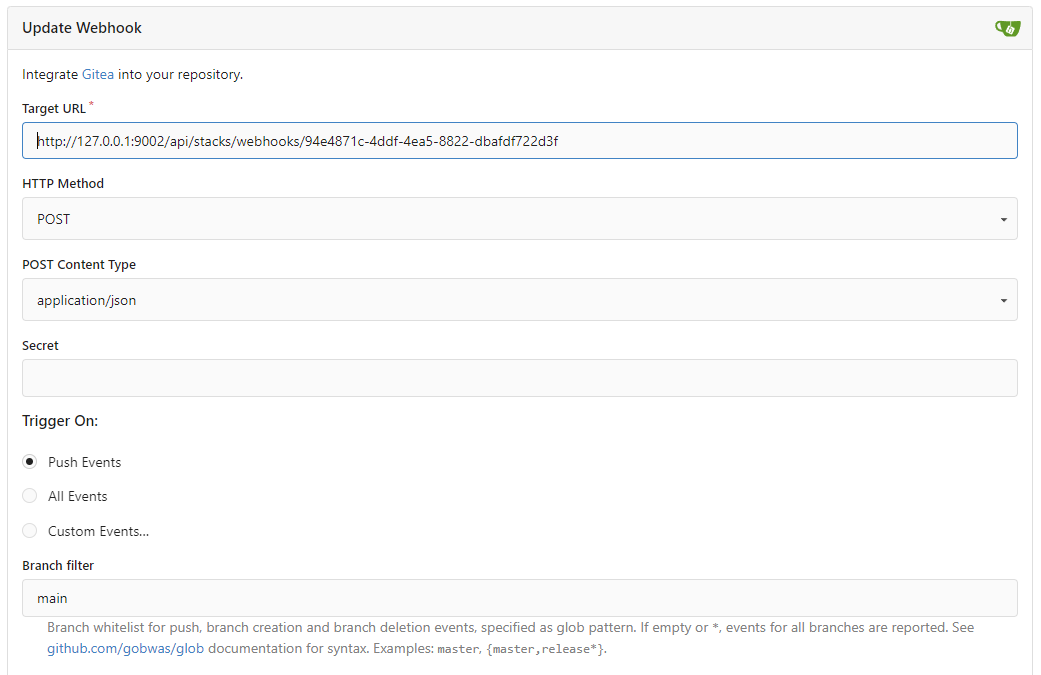 Update Webhook
Integrate Gitea into your repository.
Target URL *
http://127.0.0.1:9002/api/stacks/webhooks/94e4871c-4ddf-4ea5-8822-dbafdf722d3f
HTTP Method
POST
POST Content Type
application/json
Secret
Trigger On:
Push Events
All Events
Custom Events...
Branch filter
main
Branch whitelist for push, branch creation and branch deletion events, specified as glob pattern. If empty or *, events for all branches are reported. See
github.com/gobwas/glob documentation for syntax. Examples: master, {master,release*}.